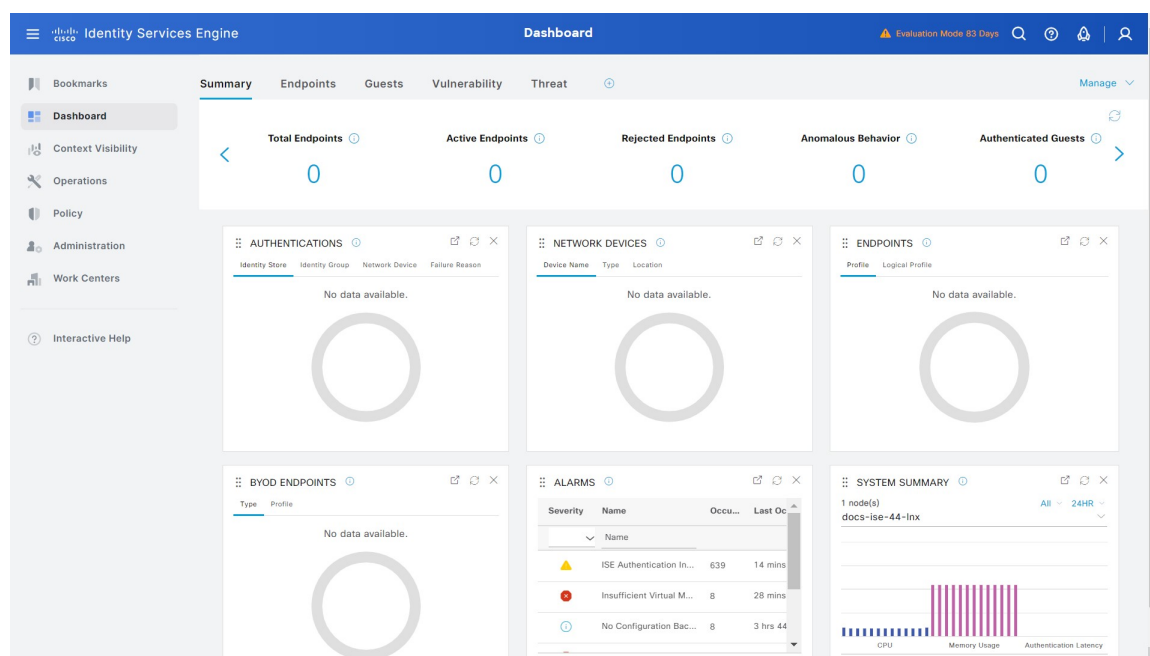 CISCO Identity Services Engine
Dashboard
Evaluation Mode 83 Days
Bookmarks
Dashboard
Context Visibility
Operations
Policy
Administration
Work Centers
Interactive Help
Summary Endpoints Guests Vulnerability Threat
Manage
Total Endpoints Active Endpoints Rejected Endpoints Anomalous Behavior Authenticated Guests
0 0 0 0 0
AUTHENTICATIONS
Identity Store Identity Group Network Device Failure Reason
No data available.
NETWORK DEVICES
Device Name Type Location
No data available.
ENDPOINTS
Profile Logical Profile
No data available.
BYOD ENDPOINTS
Type Profile
No data available.
ALARMS
Severity Name Occu... Last Oc
Name
ISE Authentication In... 639 14 mins
Insufficient Virtual M... 8 28 mins
No Configuration Bac... 8 3 hrs 44
SYSTEM SUMMARY
1 node(s) All 24HR
docs-ise-44-lnx
CPU Memory Usage Authentication Latency